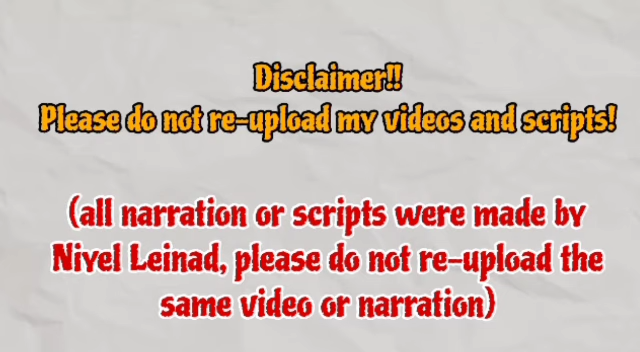 Disclaimer!!
Please do not re-upload my videos and scripts!
(all narration or scripts were made by
Nivel Leinad, please do not re-upload the
same video or narration)